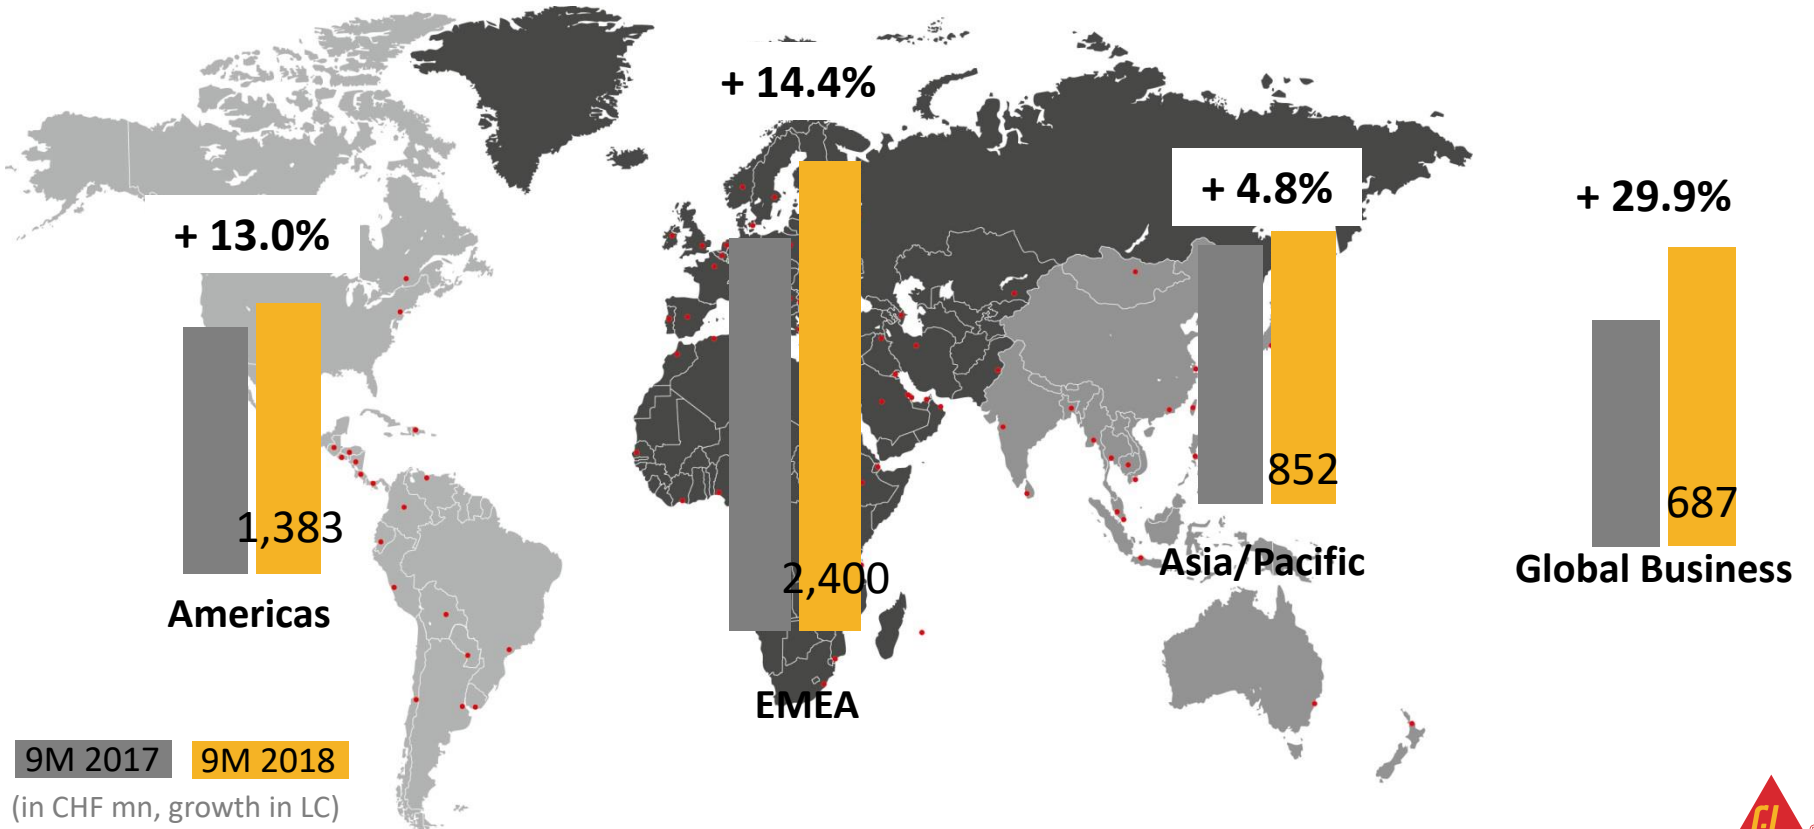 + 14.4%
+ 4.8%
+ 29.9%
+ 13.0%
852
687
1,383
Asia/Pacific
Global Business
2,400
Americas
EMEA
9M 2017 9M 2018
(in CHF mn, growth in LC)